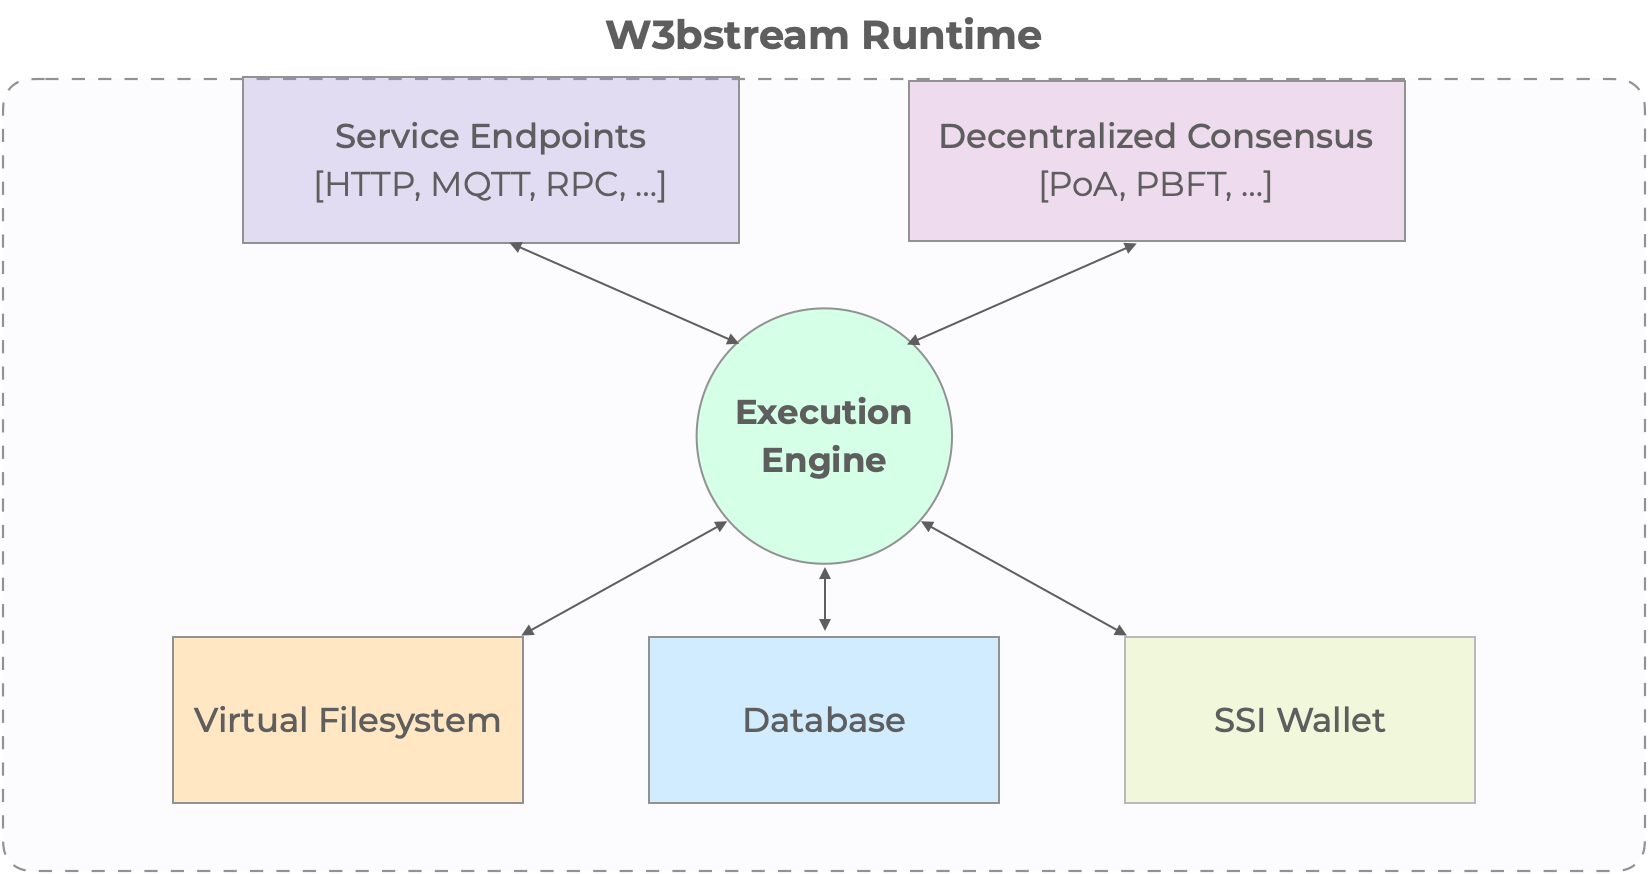 W3bstream Runtime
Service Endpoints
[HTTP, MQTT, RPC, ...]
Decentralized Consensus
[PoA, PBFT, ...]
Execution
Engine
Virtual Filesystem
Database
SSI Wallet